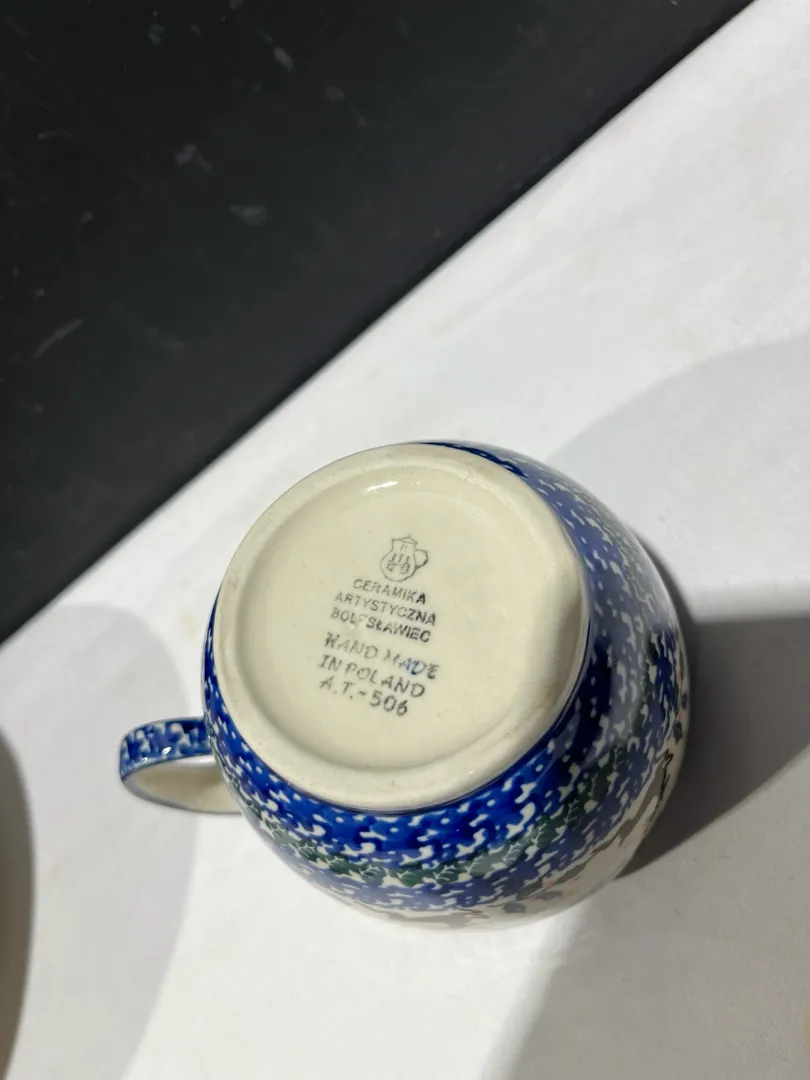 CERAMIKA
ARTYSTYCZNA
BOLESŁAWIEC
HAND MADE
IN POLAND
A.T.-506